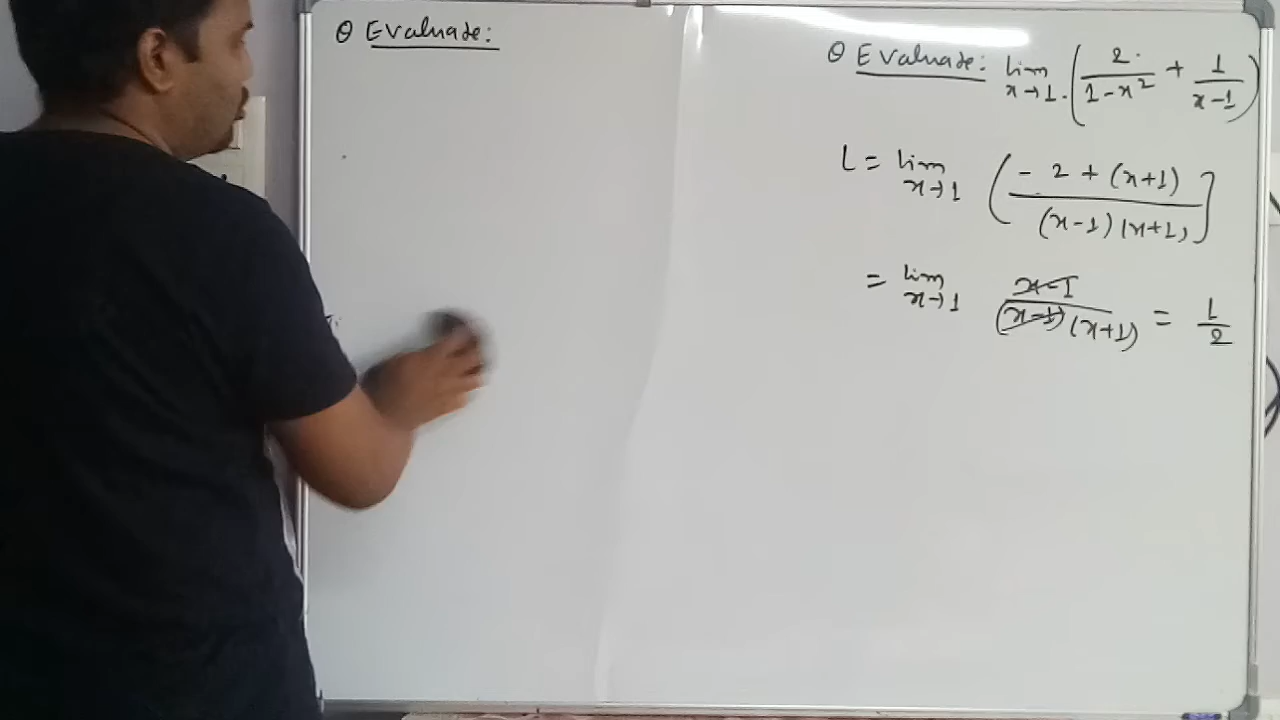 Q Evaluate:
Q Evaluate: lim x→1 (2/(1-x²) + 1/(x-1))
L = lim x→1 [(- 2 + (x+1))/((x-1)(x+1))]
= lim x→1 (x-1)/((x-1)(x+1)) = 1/2